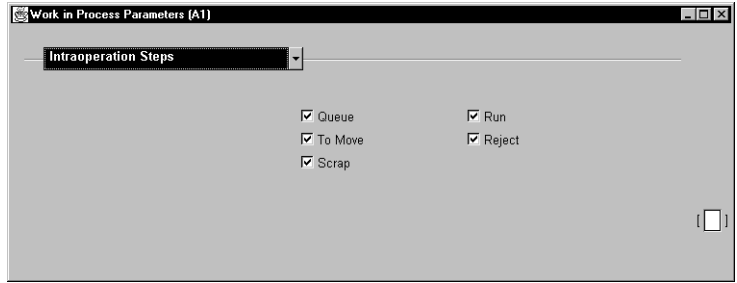 Work in Process Parameters (A1)
Intraoperation Steps
Queue Run
To Move Reject
Scrap
[ ]